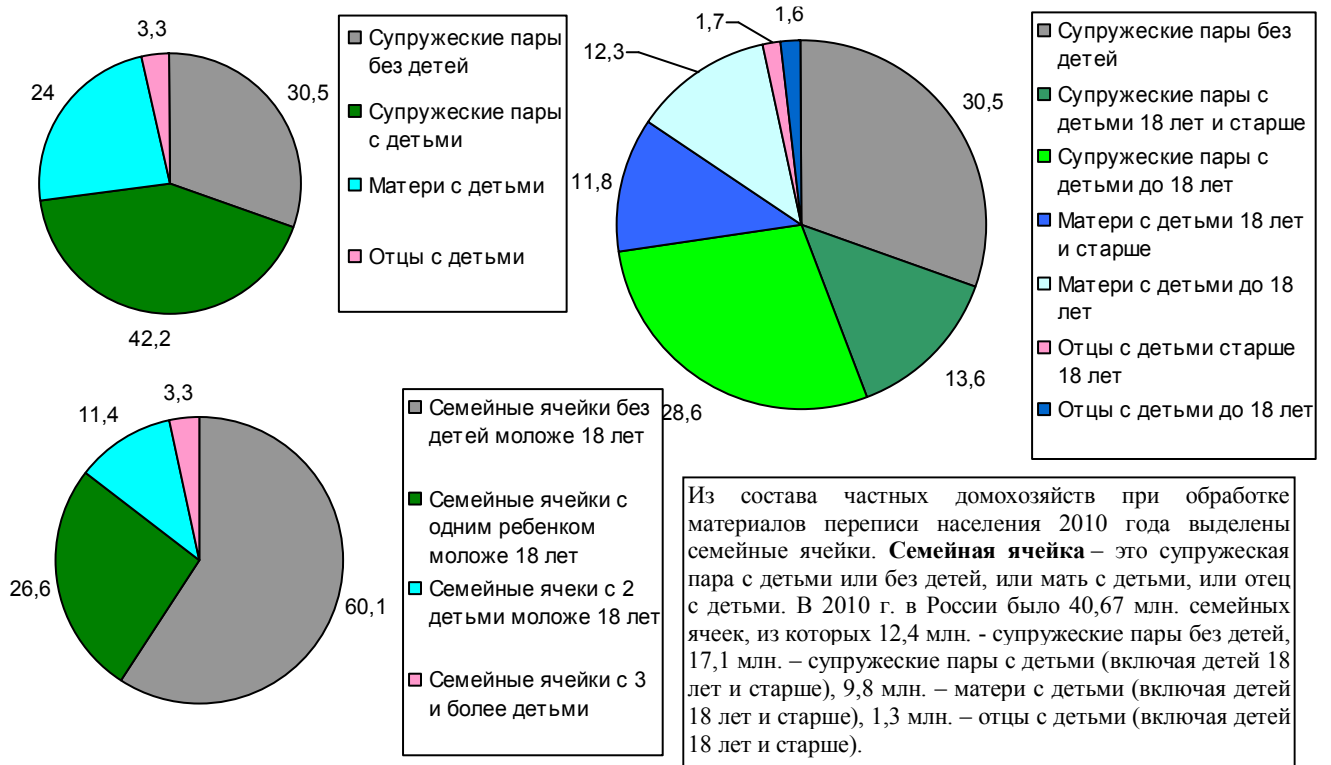 3,3
24
30,5
42,2
Супружеские пары
без детей
Супружеские пары
с детьми
Матери с детьми
Отцы с детьми
1,7
1,6
12,3
30,5
11,8
13,6
28,6
Супружеские пары без
детей
Супружеские пары с
детьми 18 лет и старше
Супружеские пары с
детьми до 18 лет
Матери с детьми 18 лет
и старше
Матери с детьми до 18
лет
Отцы с детьми старше
18 лет
Отцы с детьми до 18 лет
3,3
11,4
26,6
60,1
Семейные ячейки без
детей моложе 18 лет
Семейные ячейки с
одним ребенком
моложе 18 лет
Семейные ячеки с 2
детьми моложе 18 лет
Семейные ячейки с 3
и более детьми
Из состава частных домохозяйств при обработке
материалов переписи населения 2010 года выделены
семейные ячейки. Семейная ячейка – это супружеская
пара с детьми или без детей, или мать с детьми, или отец
с детьми. В 2010 г. в России было 40,67 млн. семейных
ячеек, из которых 12,4 млн. - супружеские пары без детей,
17,1 млн. – супружеские пары с детьми (включая детей 18
лет и старше), 9,8 млн. – матери с детьми (включая детей
18 лет и старше), 1,3 млн. – отцы с детьми (включая детей
18 лет и старше).